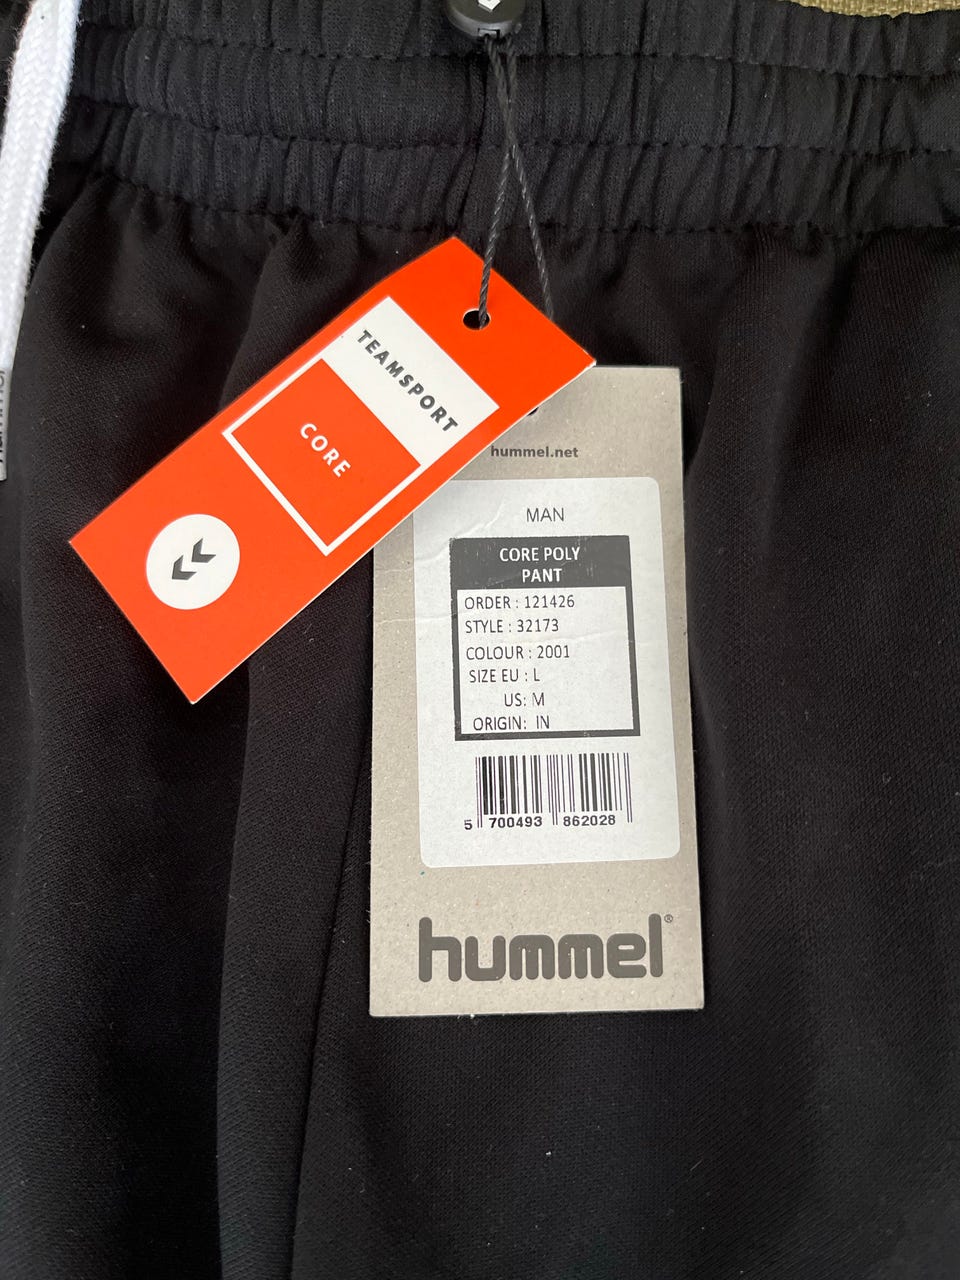 TEAMSPORT
CORE
hummel.net
MAN
CORE POLY
PANT
ORDER : 121426
STYLE : 32173
COLOUR : 2001
SIZE EU : L
US: M
ORIGIN: IN
5 700493 862028
hummel®